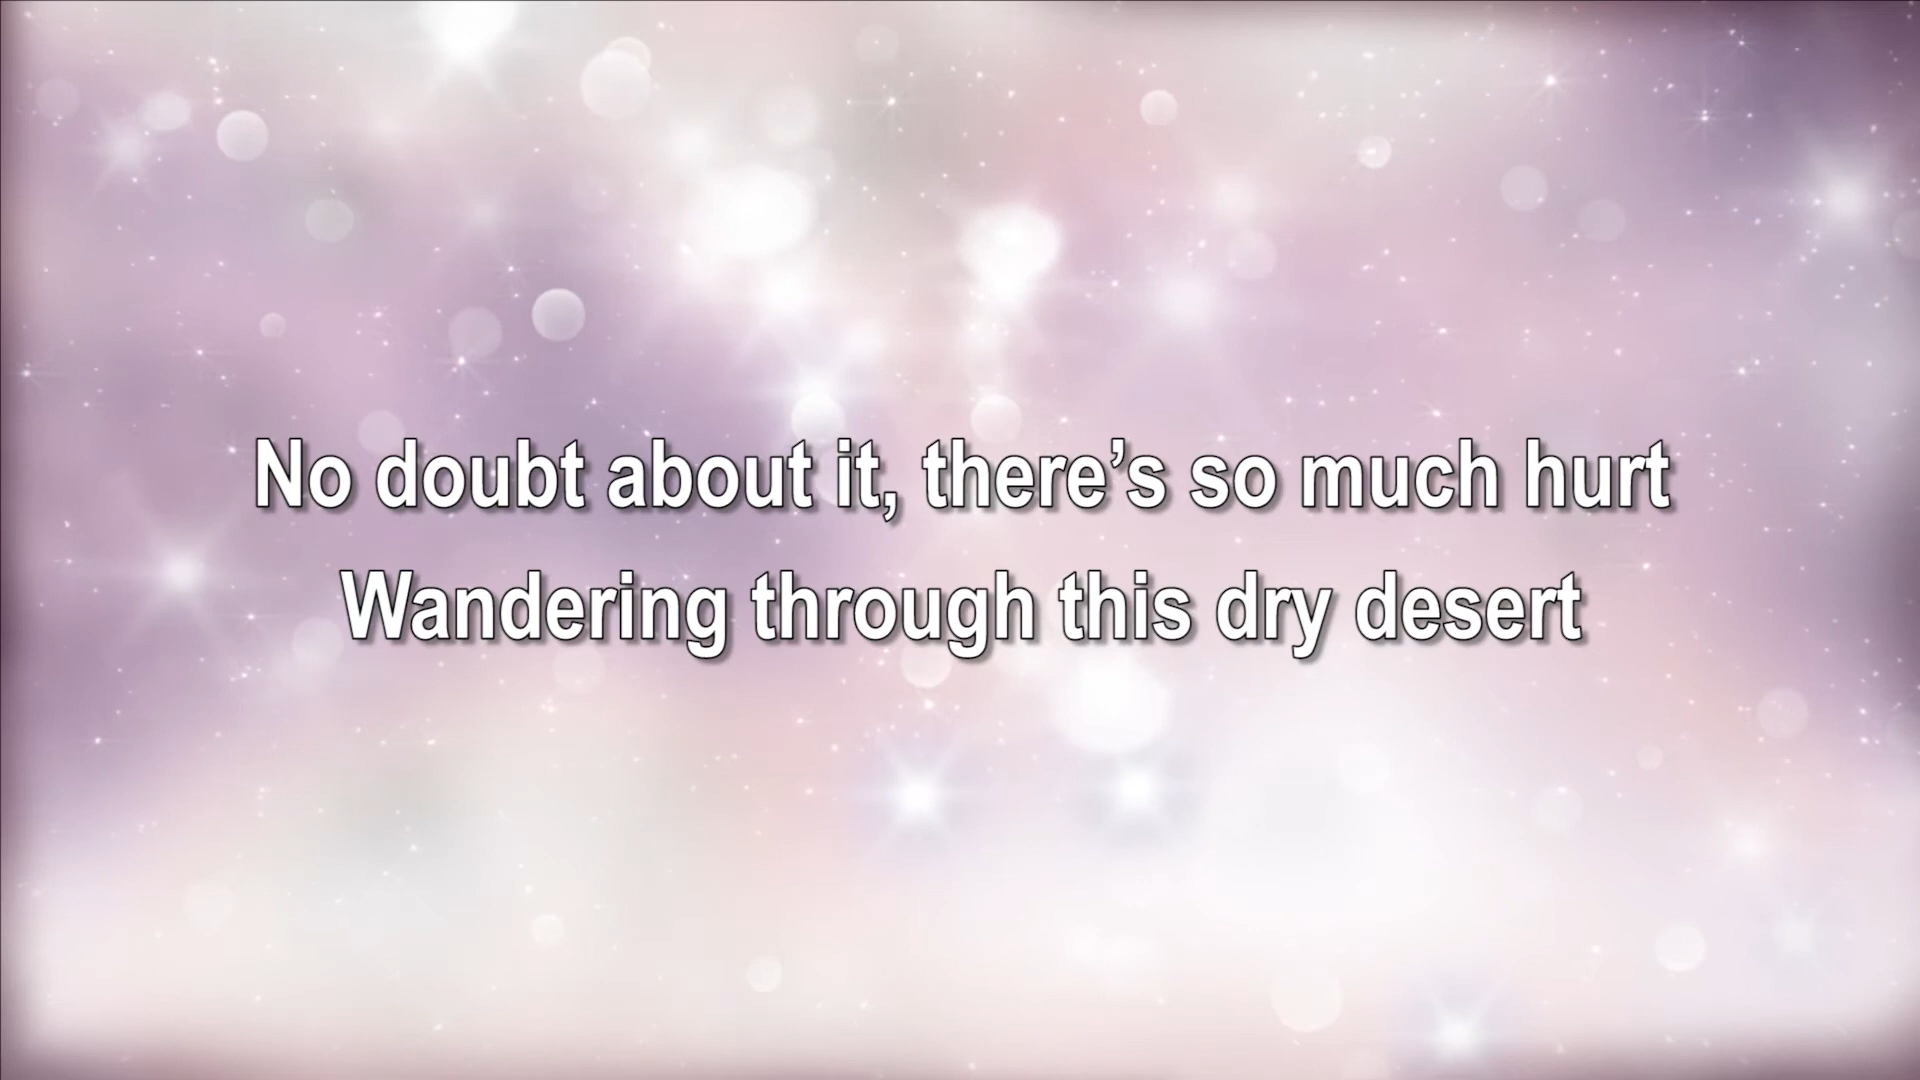 No doubt about it, there’s so much hurt
Wandering through this dry desert